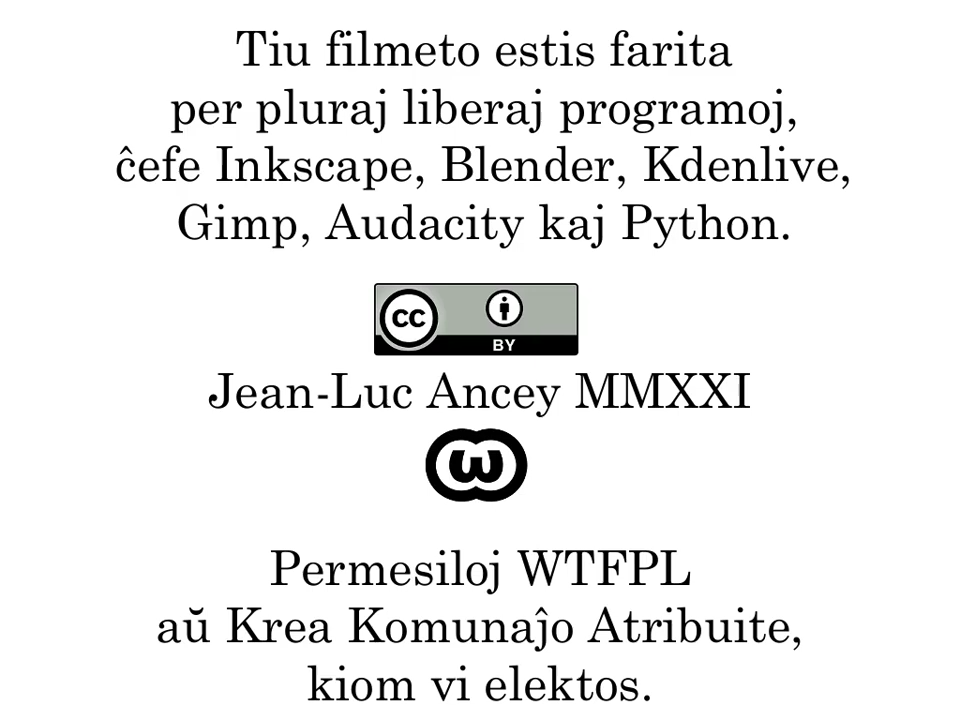 Tiu filmeto estis farita
per pluraj liberaj programoj,
ĉefe Inkscape, Blender, Kdenlive,
Gimp, Audacity kaj Python.
cc
BY
Jean-Luc Ancey MMXXI
ω
Permesiloj WTFPL
aŭ Krea Komunaĵo Atribuite,
kiom vi elektos.